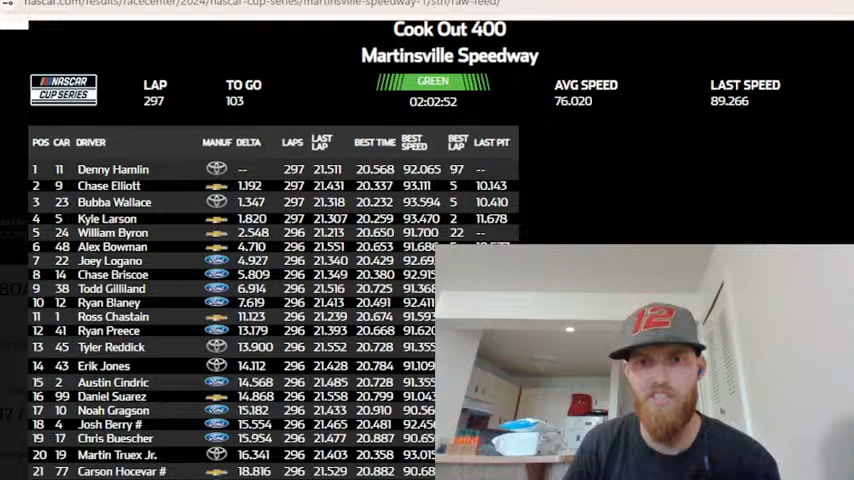 nascar.com/results/racecenter/2024/nascar-cup-series/martinsville-speedway-1/stn/raw-feed/
Cook Out 400
Martinsville Speedway
NASCAR CUP SERIES LAP 297 TO GO 103 GREEN 02:02:52 AVG SPEED 76.020 LAST SPEED 89.266
POS CAR DRIVER MANUF DELTA LAPS LAST LAP BEST TIME BEST SPEED BEST LAP LAST PIT
1 11 Denny Hamlin -- 297 21.511 20.568 92.065 97 --
2 9 Chase Elliott 1.192 297 21.431 20.337 93.111 5 10.143
3 23 Bubba Wallace 1.347 297 21.318 20.232 93.594 5 10.410
4 5 Kyle Larson 1.820 297 21.307 20.259 93.470 2 11.678
5 24 William Byron 2.548 296 21.213 20.650 91.700 22 --
6 48 Alex Bowman 4.710 296 21.551 20.653 91.686
7 22 Joey Logano 4.927 296 21.340 20.429
8 14 Chase Briscoe 5.809 296 21.349 20.380 92.915
9 38 Todd Gilliland 6.914 296 21.516 20.725
10 12 Ryan Blaney 7.619 296 21.413 20.491
11 1 Ross Chastain 11.123 296 21.239 20.674
12 41 Ryan Preece 13.179 296 21.393 20.668 91.620
13 45 Tyler Reddick 13.900 296 21.552 20.728
14 43 Erik Jones 14.112 296 21.428 20.784 91.109
15 2 Austin Cindric 14.568 296 21.485 20.728
16 99 Daniel Suarez 14.868 296 21.558 20.799
17 10 Noah Gragson 15.182 296 21.433 20.910
18 4 Josh Berry # 15.554 296 21.465 20.481
19 17 Chris Buescher 15.954 296 21.477 20.887
20 19 Martin Truex Jr. 16.341 296 21.403 20.358
21 77 Carson Hocevar # 18.816 296 21.529 20.882
12